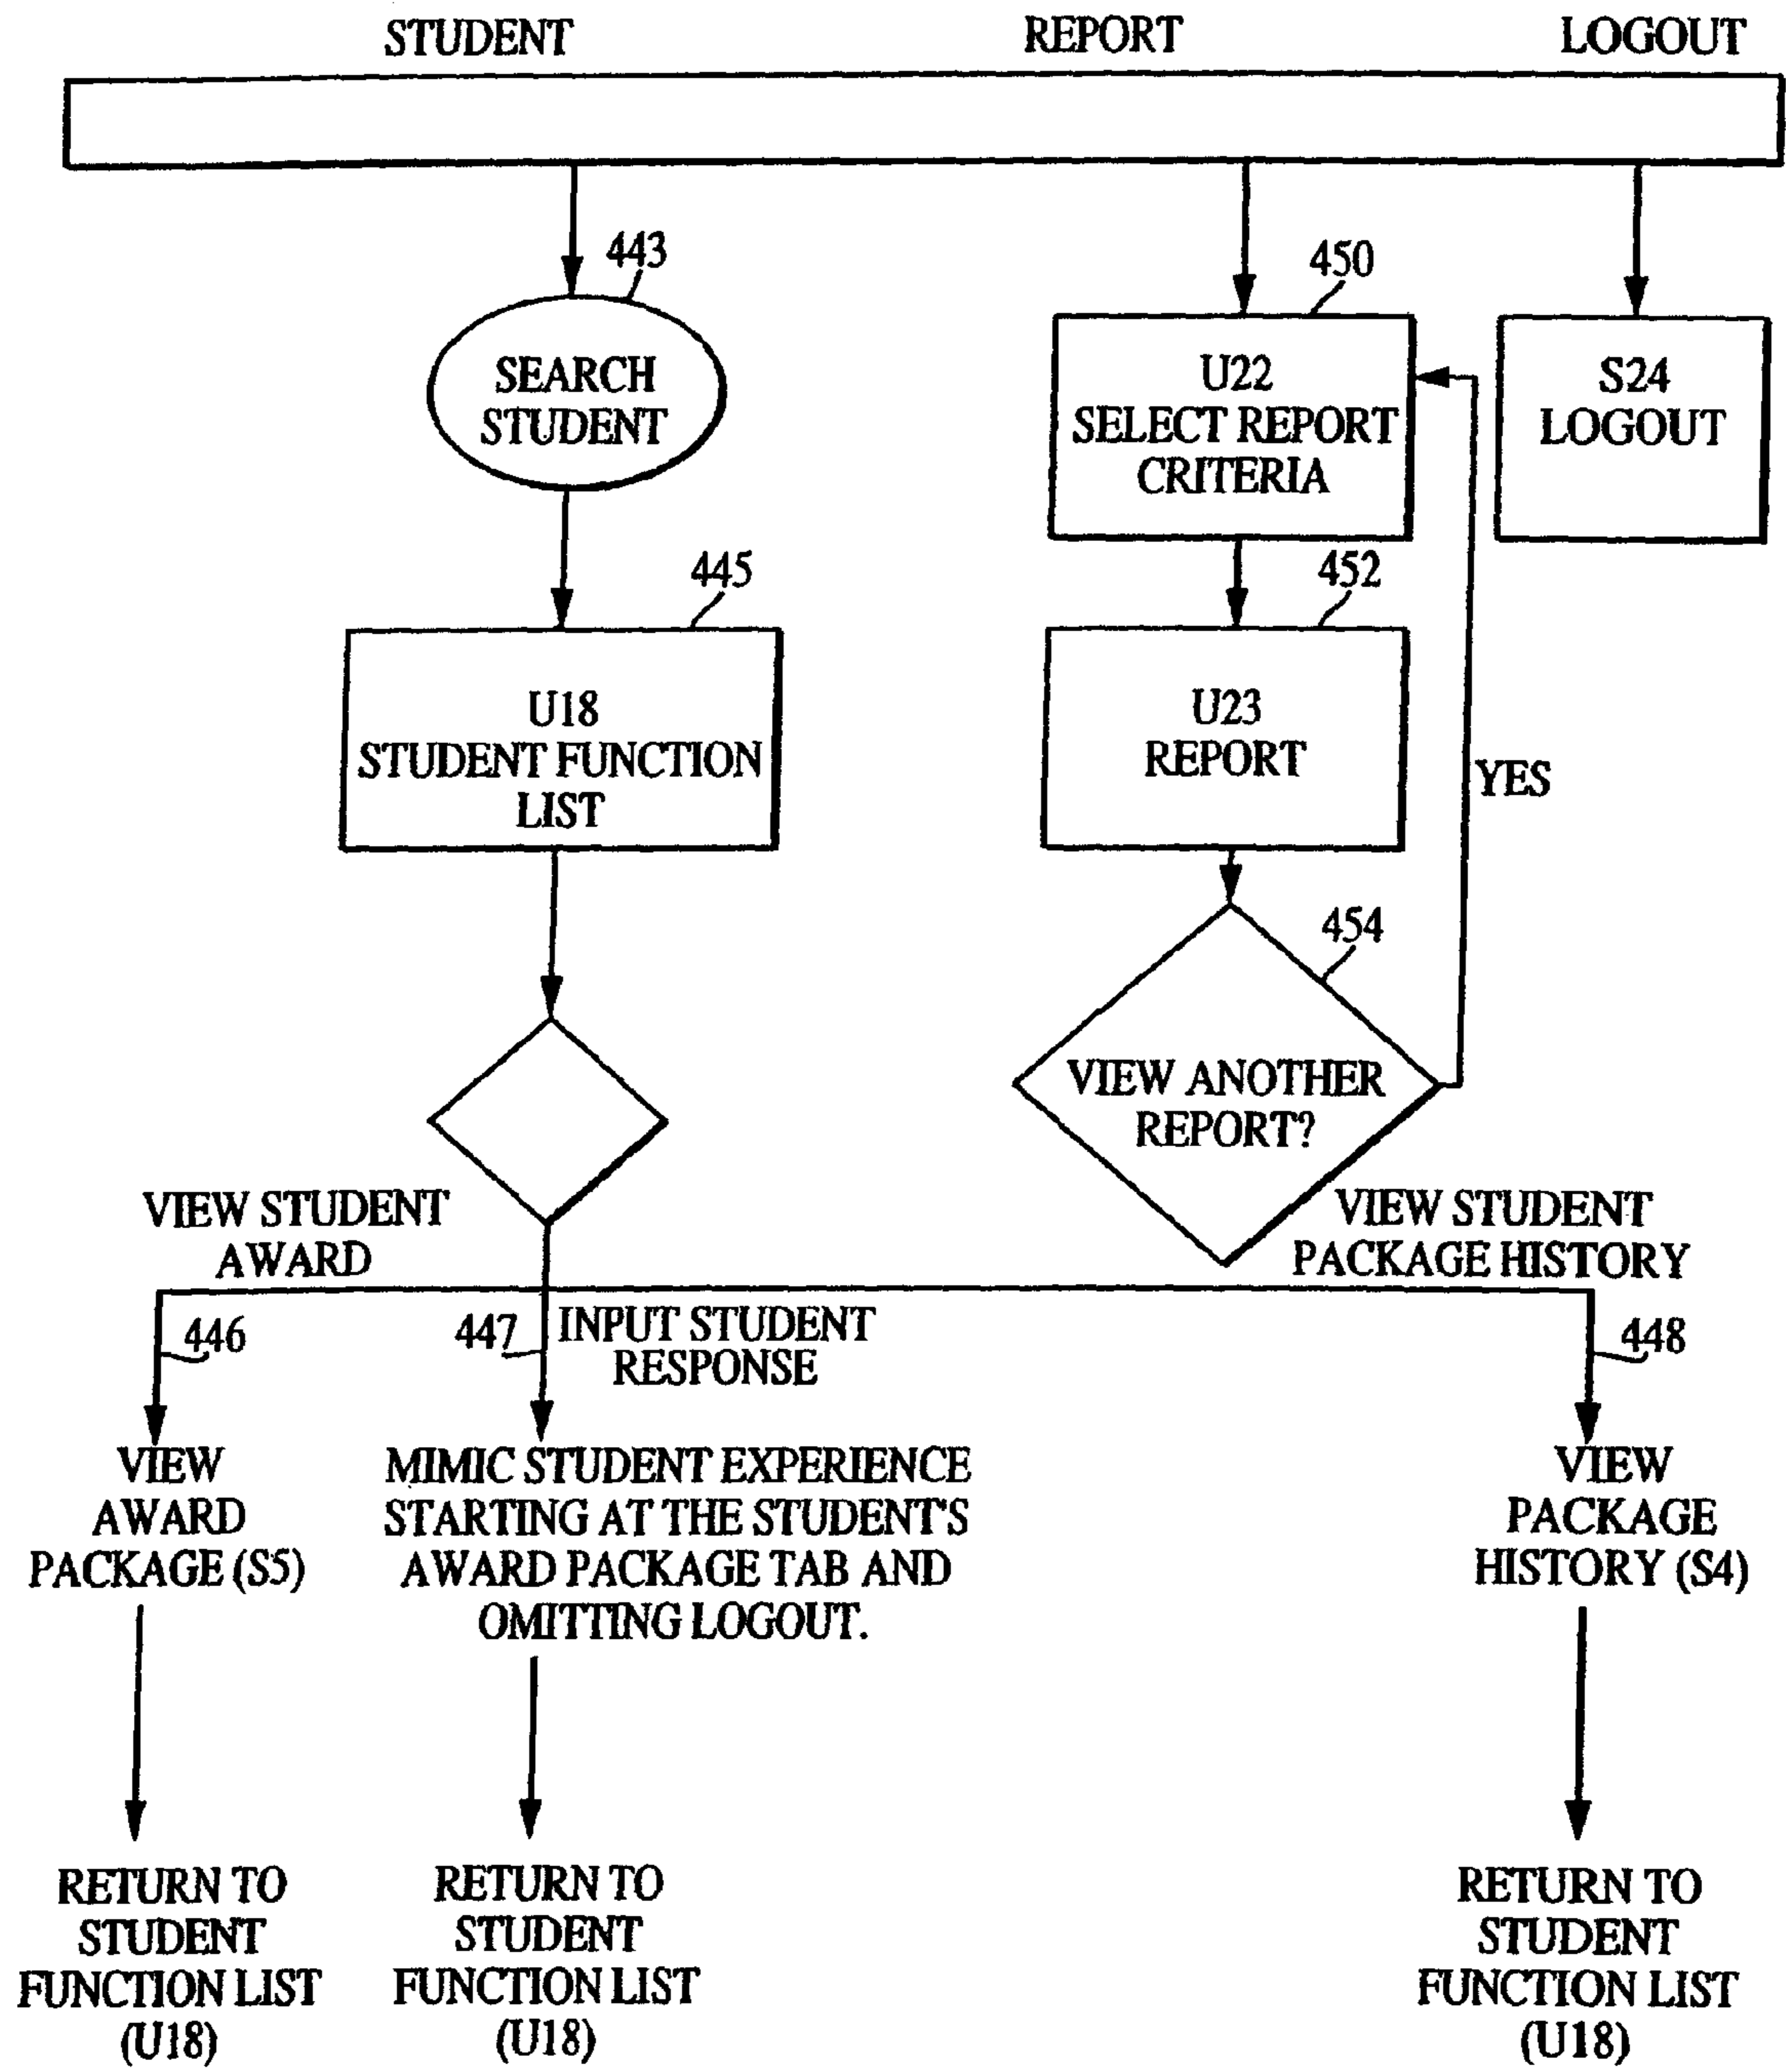 STUDENT
REPORT
LOGOUT
443
SEARCH
STUDENT
450
U22
SELECT REPORT
CRITERIA
S24
LOGOUT
445
U18
STUDENT FUNCTION
LIST
452
U23
REPORT
YES
454
VIEW ANOTHER
REPORT?
VIEW STUDENT
AWARD
VIEW STUDENT
PACKAGE HISTORY
446
447
INPUT STUDENT
RESPONSE
448
VIEW
AWARD
PACKAGE (S5)
MIMIC STUDENT EXPERIENCE
STARTING AT THE STUDENT'S
AWARD PACKAGE TAB AND
OMITTING LOGOUT.
VIEW
PACKAGE
HISTORY (S4)
RETURN TO
STUDENT
FUNCTION LIST
(U18)
RETURN TO
STUDENT
FUNCTION LIST
(U18)
RETURN TO
STUDENT
FUNCTION LIST
(U18)